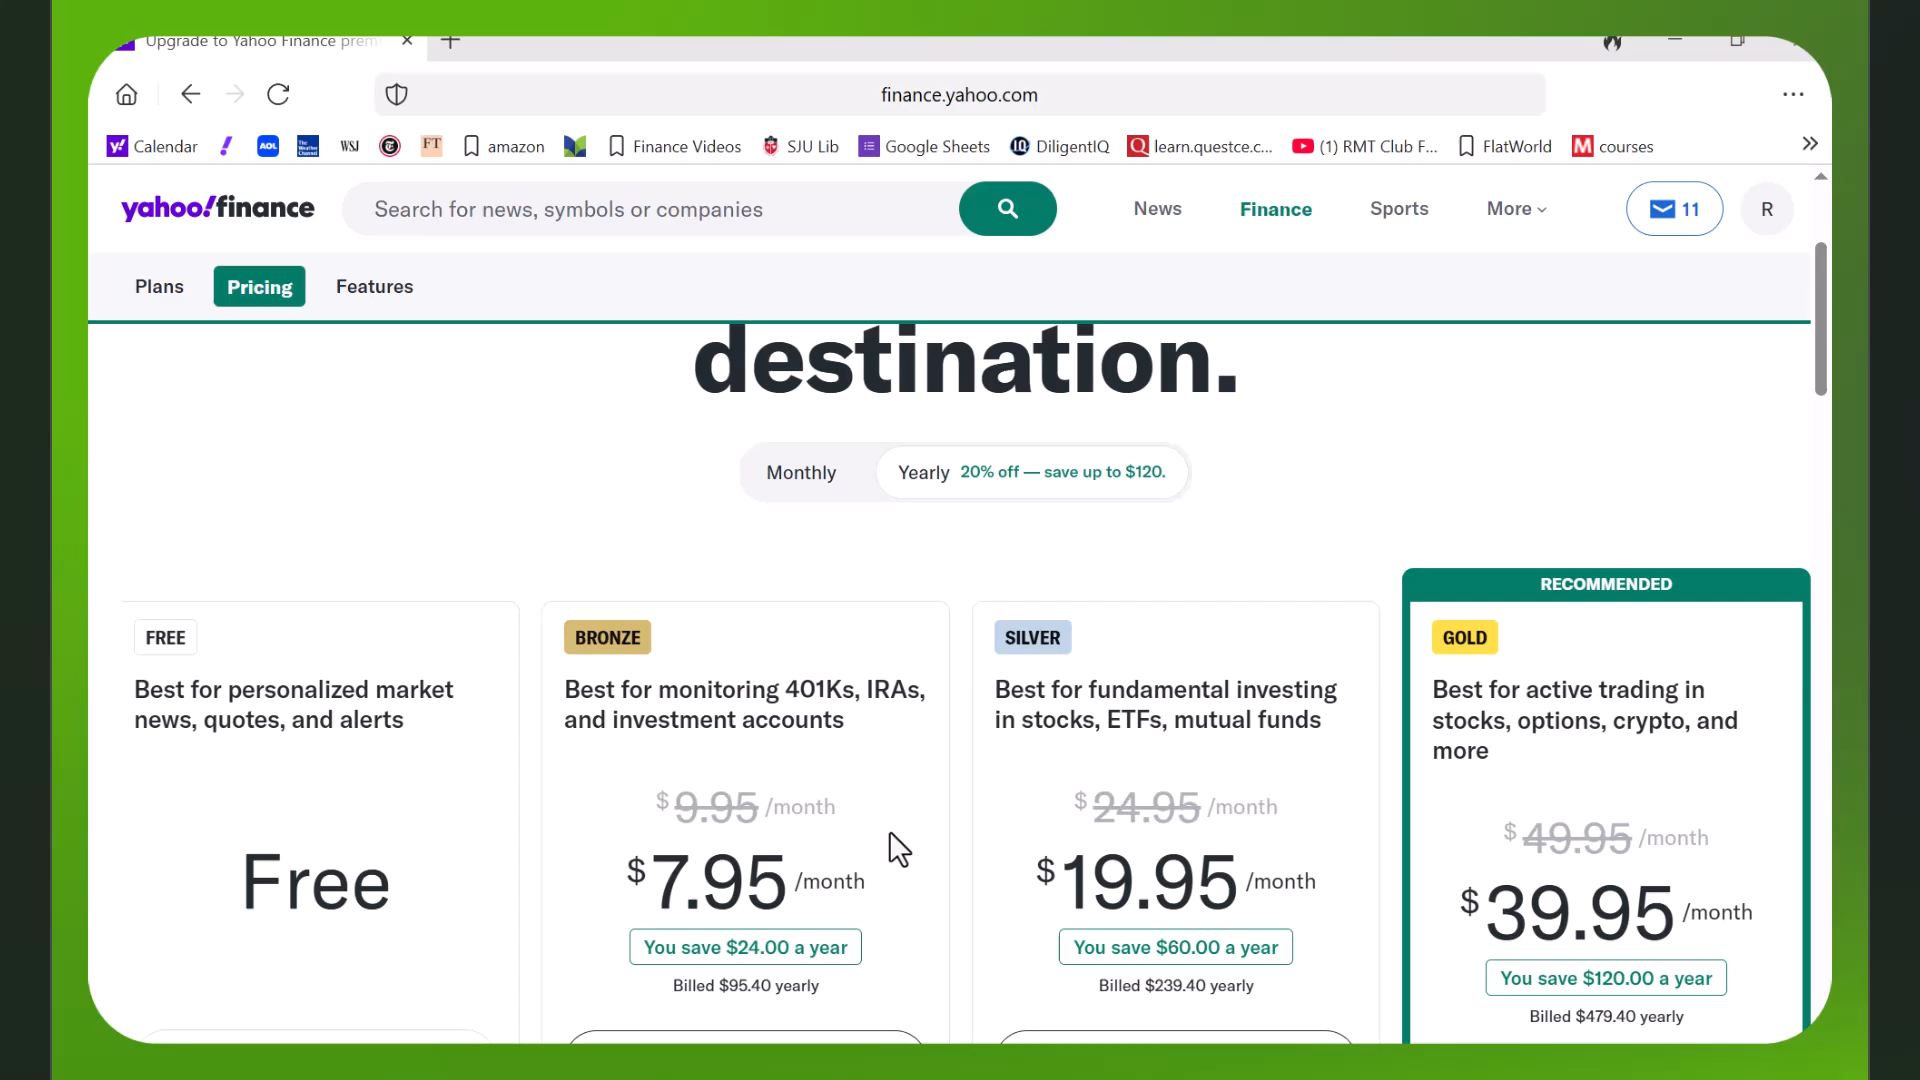 Upgrade to Yahoo Finance prem
finance.yahoo.com
y! Calendar AOL The Weather Channel WSJ FT amazon Finance Videos SJU Lib Google Sheets IQ DiligentIQ Q learn.questce.c... (1) RMT Club F... FlatWorld M courses
yahoo!finance
Search for news, symbols or companies
News Finance Sports More
11
R
Plans Pricing Features
destination.
Monthly Yearly 20% off — save up to $120.
RECOMMENDED
FREE
Best for personalized market
news, quotes, and alerts
Free
BRONZE
Best for monitoring 401Ks, IRAs,
and investment accounts
$9.95 /month
$7.95 /month
You save $24.00 a year
Billed $95.40 yearly
SILVER
Best for fundamental investing
in stocks, ETFs, mutual funds
$24.95 /month
$19.95 /month
You save $60.00 a year
Billed $239.40 yearly
GOLD
Best for active trading in
stocks, options, crypto, and
more
$49.95 /month
$39.95 /month
You save $120.00 a year
Billed $479.40 yearly